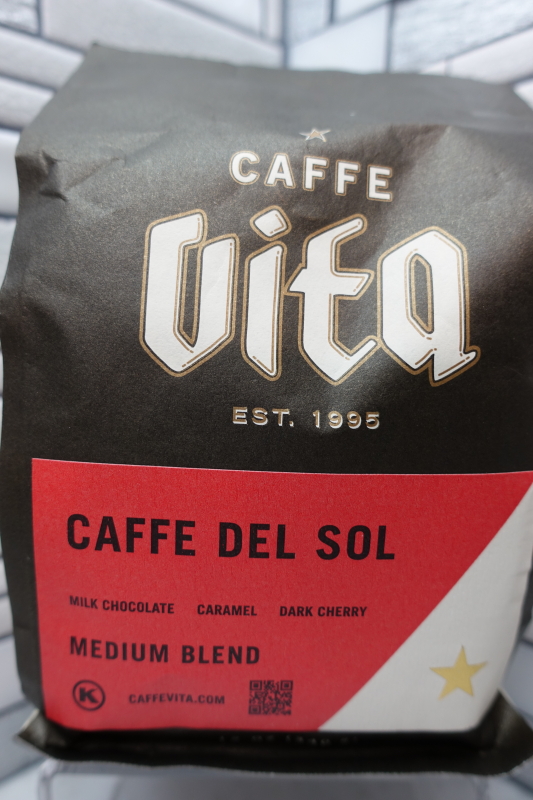 CAFFE
Vita
EST. 1995
CAFFE DEL SOL
MILK CHOCOLATE CARAMEL DARK CHERRY
MEDIUM BLEND
K CAFFEVITA.COM